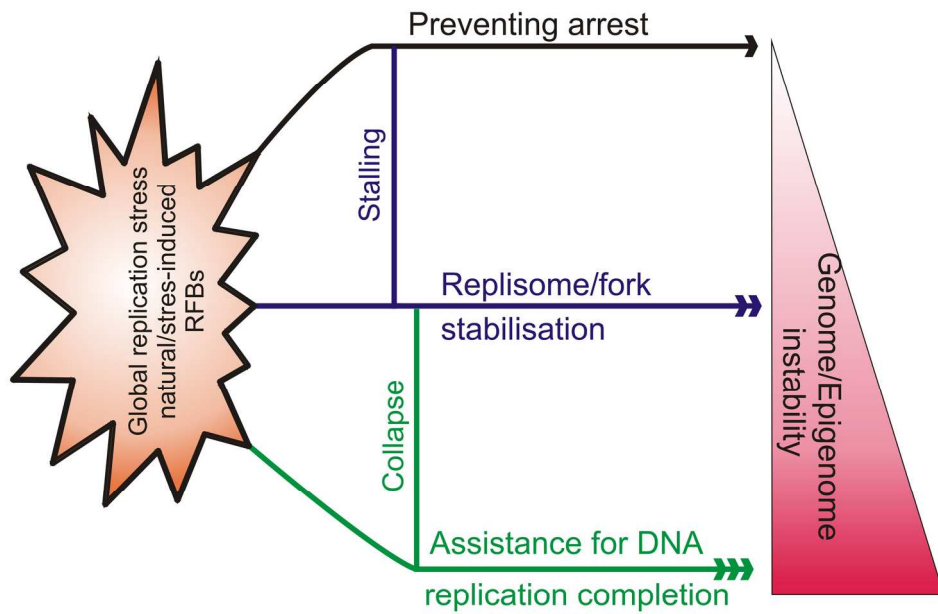 Preventing arrest
Global replication stress
natural/stres-induced
RFBs
Stalling
Replisome/fork
stabilisation
Collapse
Assistance for DNA
replication completion
Genome/Epigenome
instability